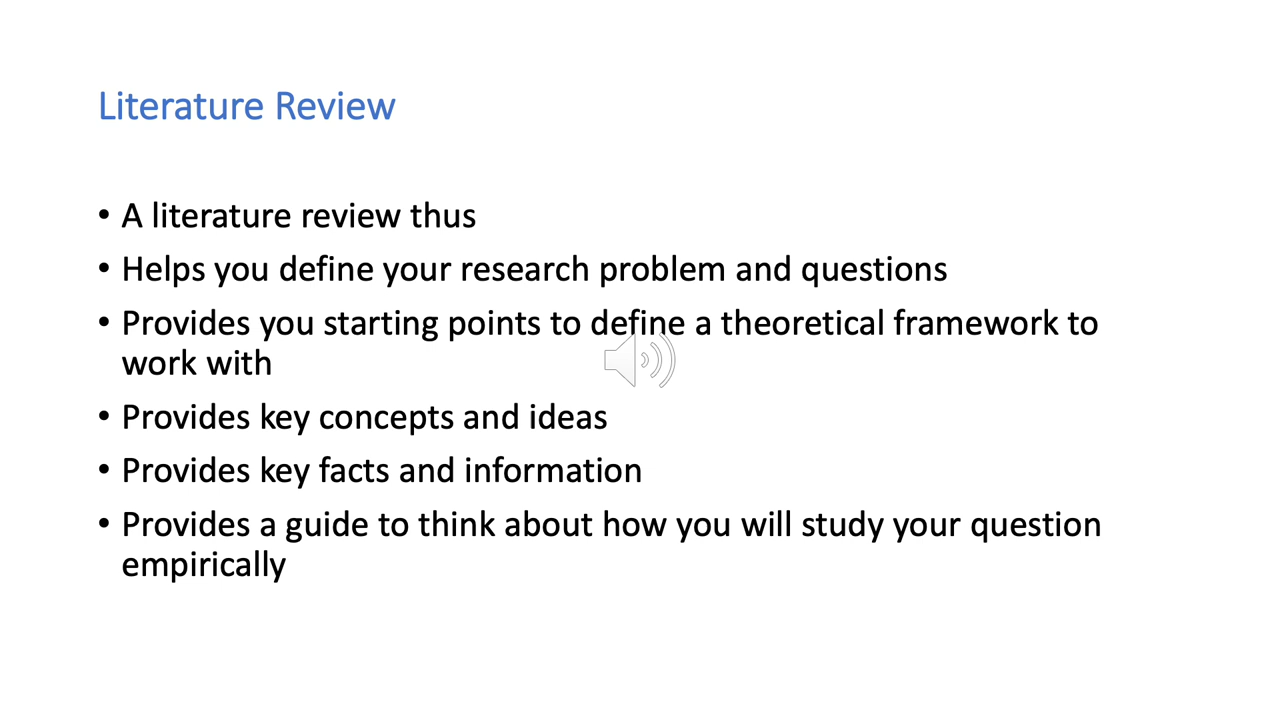 Literature Review
• A literature review thus
• Helps you define your research problem and questions
• Provides you starting points to define a theoretical framework to
work with
• Provides key concepts and ideas
• Provides key facts and information
• Provides a guide to think about how you will study your question
empirically